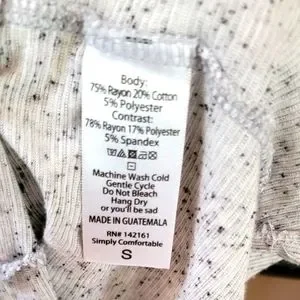 Body:
75% Rayon 20% Cotton
5% Polyester
Contrast:
78% Rayon 17% Polyester
5% Spandex
Machine Wash Cold
Gentle Cycle
Do Not Bleach
Hang Dry
or you'll be sad
MADE IN GUATEMALA
RN# 142161
Simply Comfortable
S